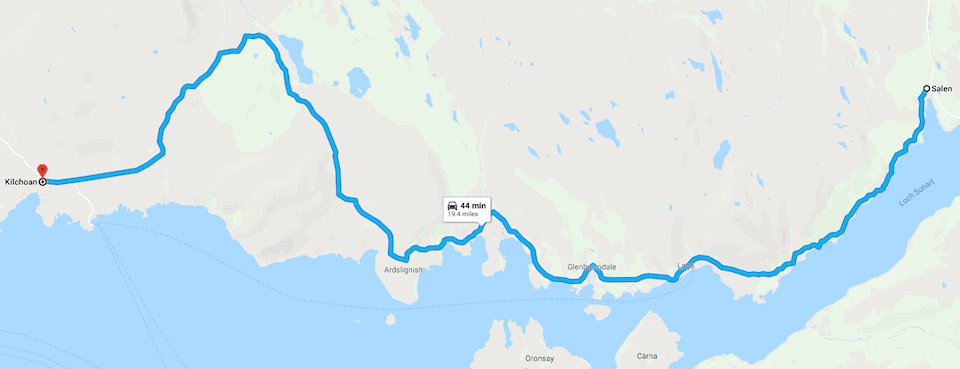 Salen
Kilchoan
Loch Sunart
44 min
19.4 miles
Glenborrodale
Laga
Ardslignish
Càrna
Oronsay